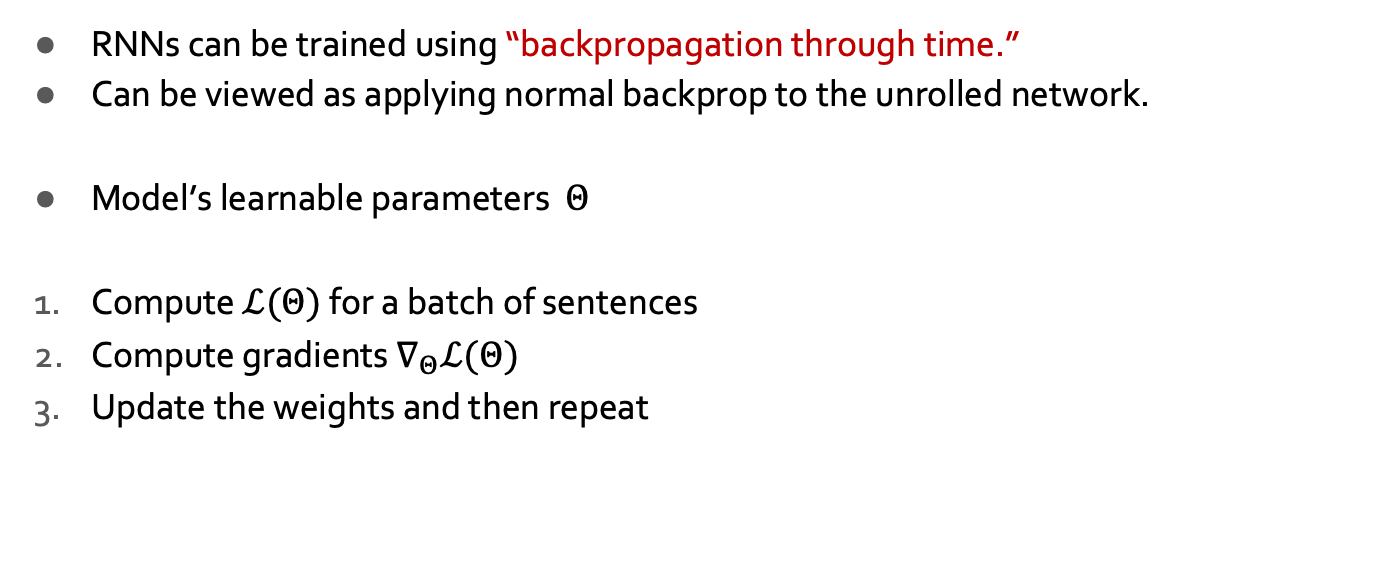 • RNNs can be trained using “backpropagation through time.”
• Can be viewed as applying normal backprop to the unrolled network.
• Model’s learnable parameters Θ
1. Compute ℒ(Θ) for a batch of sentences
2. Compute gradients ∇_Θℒ(Θ)
3. Update the weights and then repeat